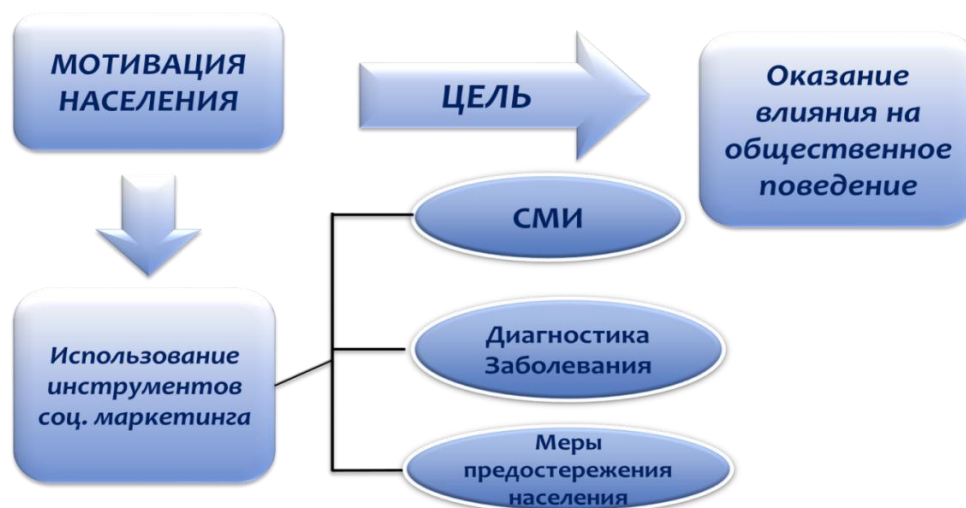 МОТИВАЦИЯ
НАСЕЛЕНИЯ
ЦЕЛЬ
Оказание
влияния на
общественное
поведение
СМИ
Использование
инструментов
соц. маркетинга
Диагностика
Заболевания
Меры
предостережения
населения